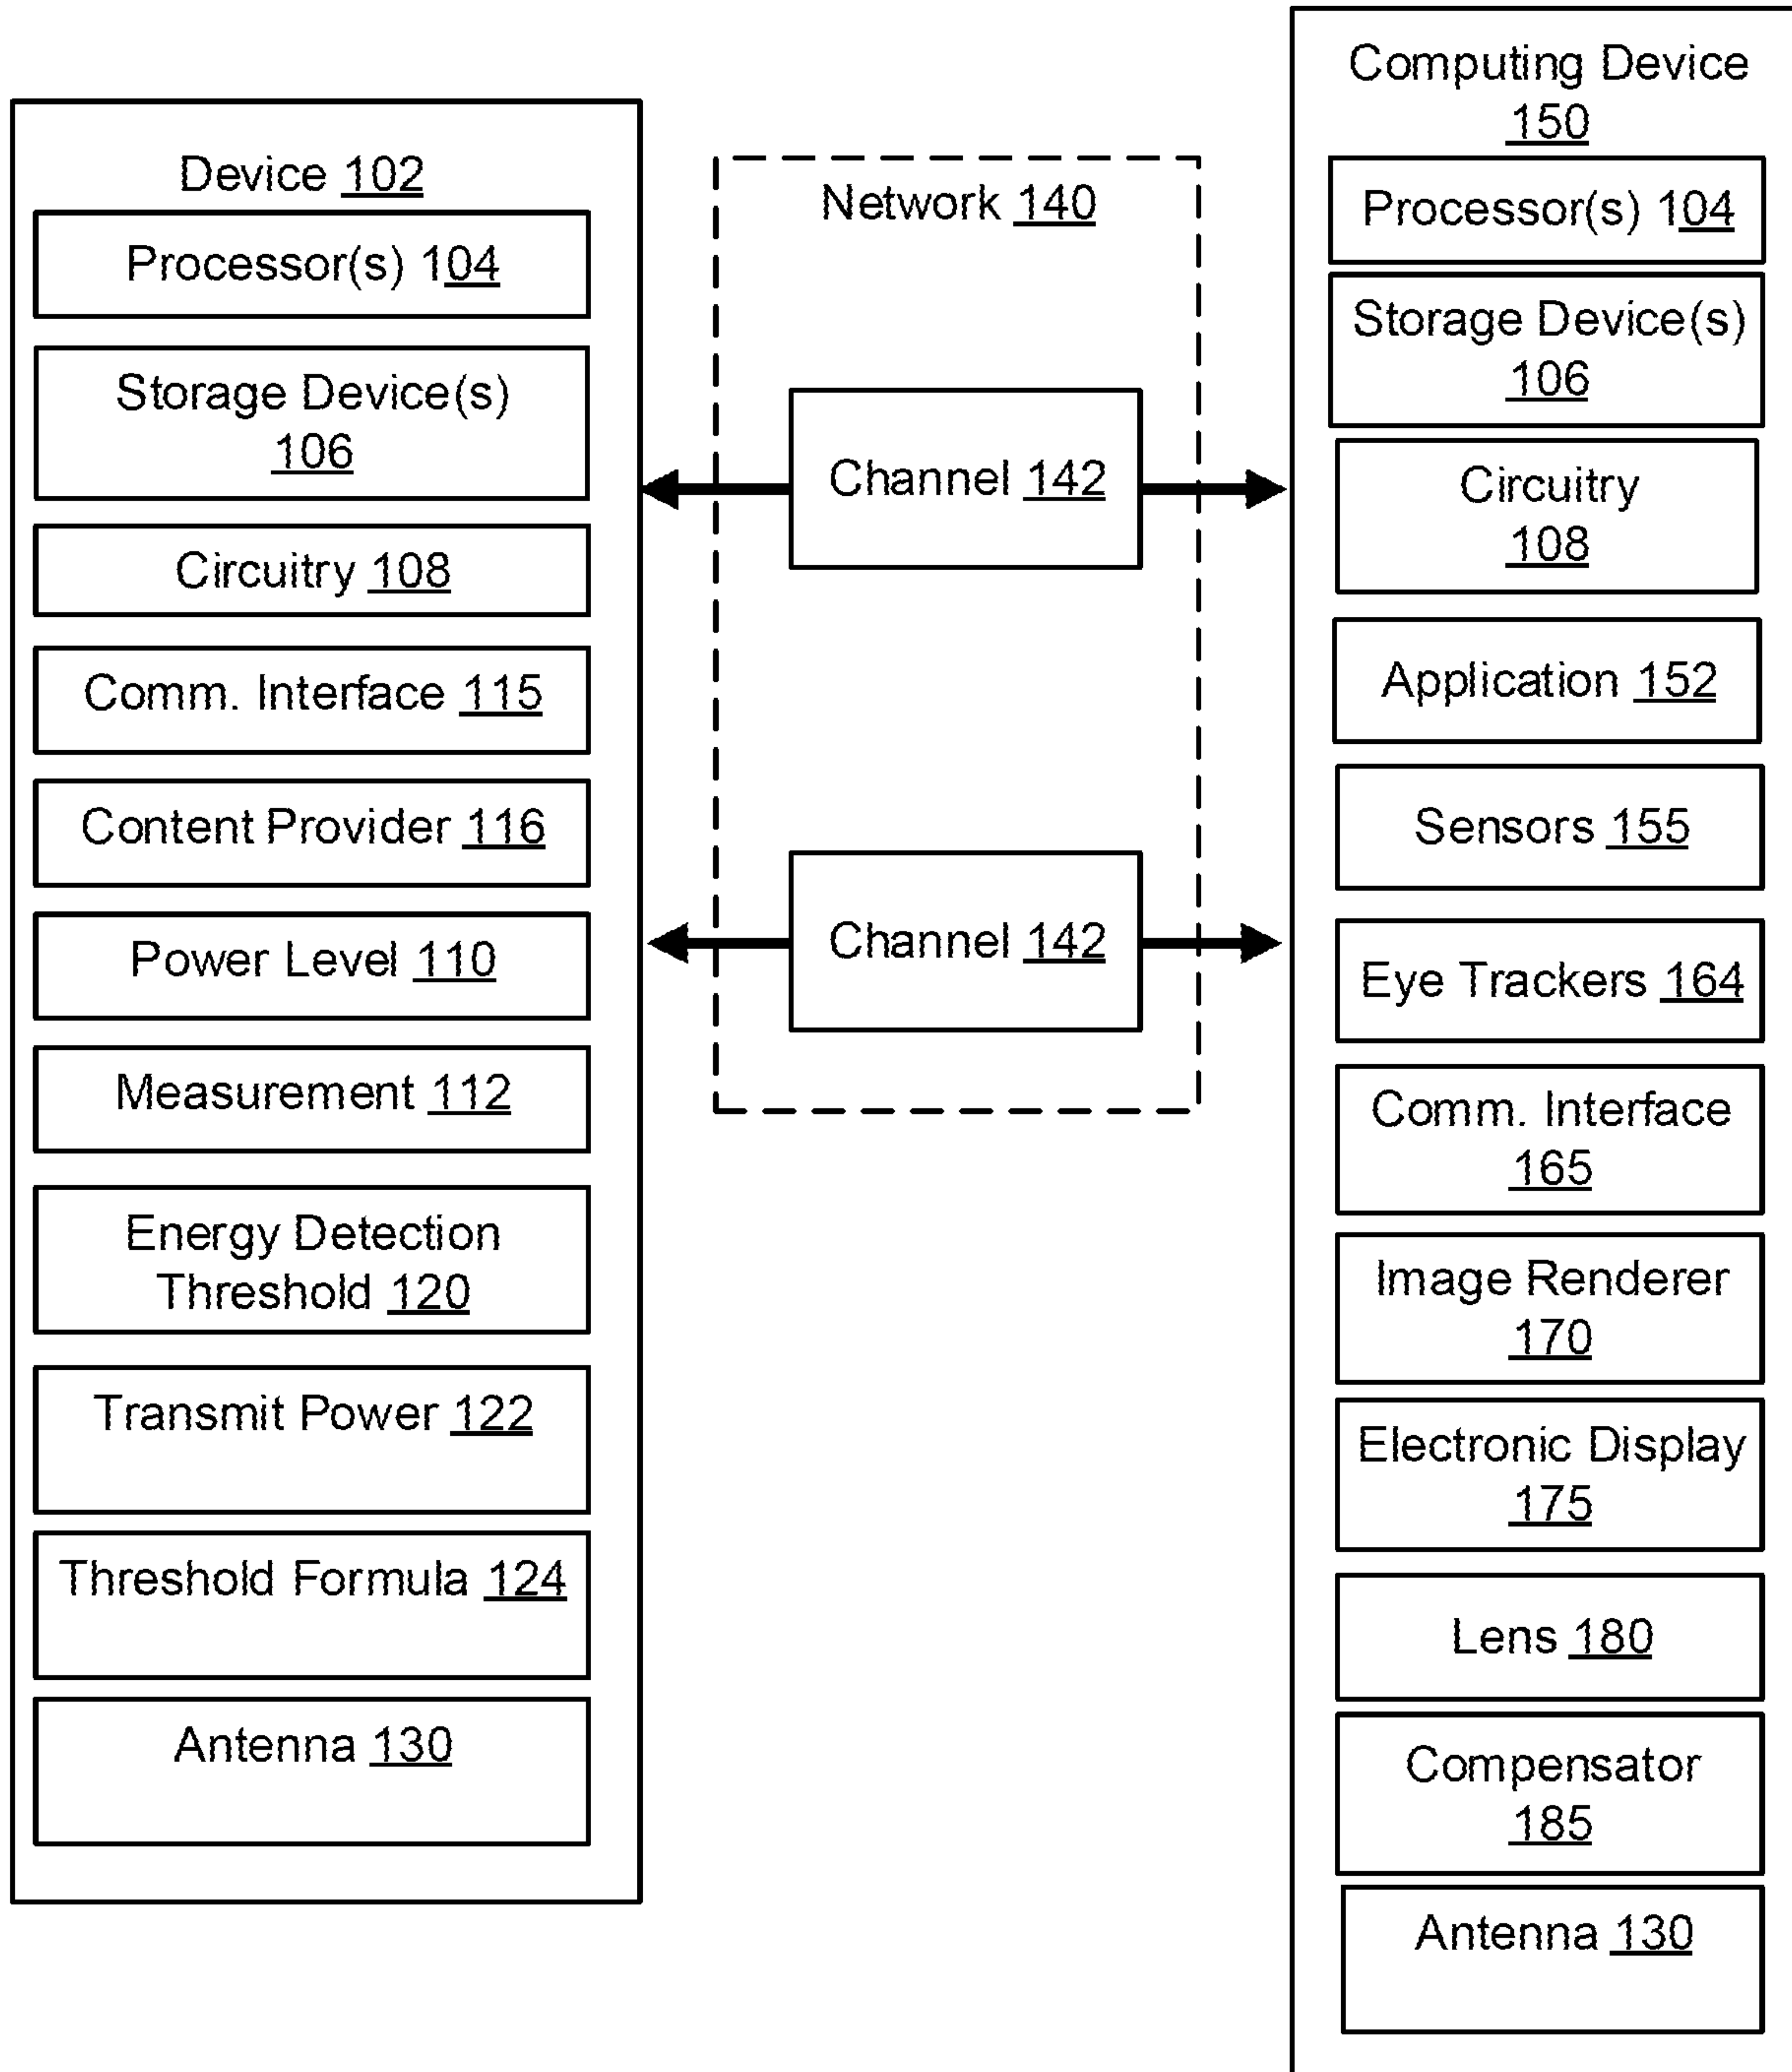 Device 102
Processor(s) 104
Storage Device(s)
106
Circuitry 108
Comm. Interface 115
Content Provider 116
Power Level 110
Measurement 112
Energy Detection
Threshold 120
Transmit Power 122
Threshold Formula 124
Antenna 130
Network 140
Channel 142
Channel 142
Computing Device
150
Processor(s) 104
Storage Device(s)
106
Circuitry
108
Application 152
Sensors 155
Eye Trackers 164
Comm. Interface
165
Image Renderer
170
Electronic Display
175
Lens 180
Compensator
185
Antenna 130